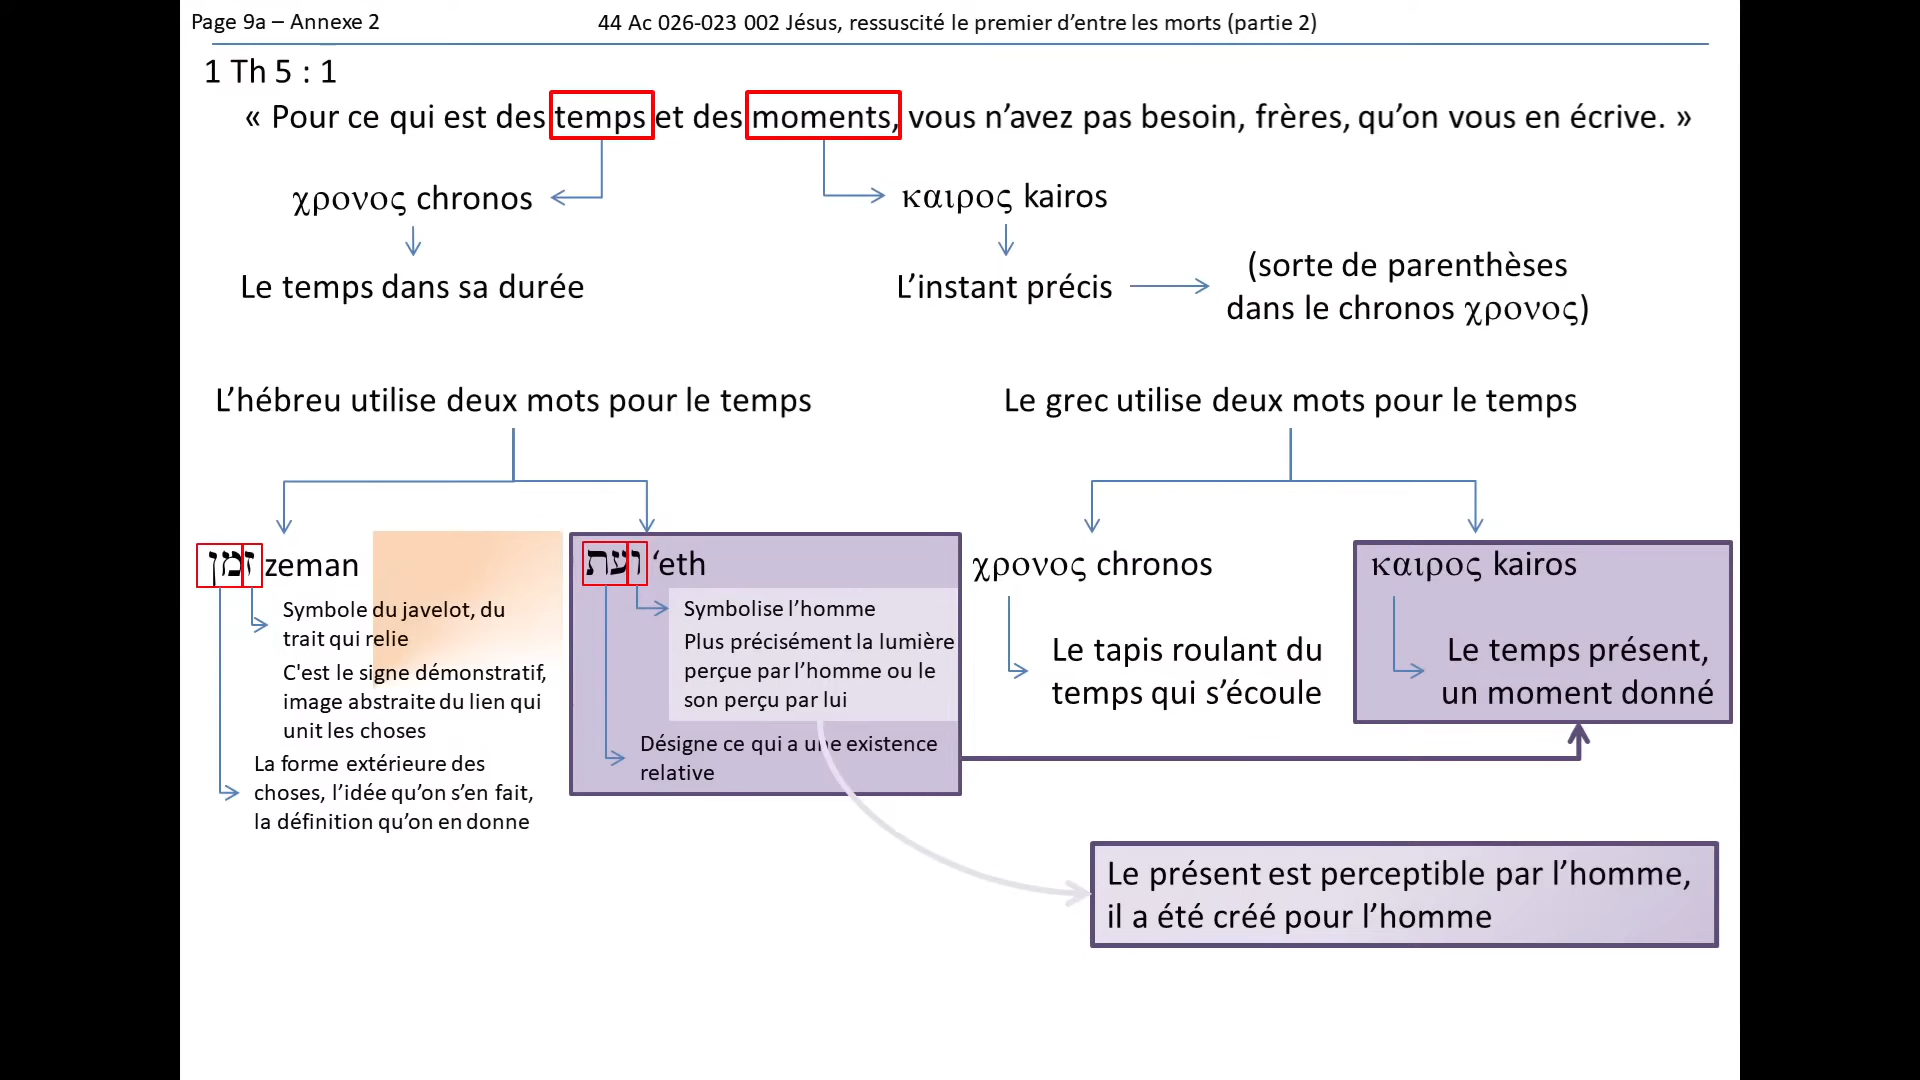 Page 9a – Annexe 2
44 Ac 026-023 002 Jésus, ressuscité le premier d’entre les morts (partie 2)
1 Th 5 : 1
« Pour ce qui est des temps et des moments, vous n’avez pas besoin, frères, qu’on vous en écrive. »
χρονος chronos
καιρος kairos
Le temps dans sa durée
L’instant précis
(sorte de parenthèses
dans le chronos χρονος)
L’hébreu utilise deux mots pour le temps
Le grec utilise deux mots pour le temps
זמן zeman
Symbole du javelot, du
trait qui relie
C'est le signe démonstratif,
image abstraite du lien qui
unit les choses
La forme extérieure des
choses, l’idée qu’on s’en fait,
la définition qu’on en donne
ועת ‘eth
Symbolise l’homme
Plus précisément la lumière
perçue par l’homme ou le
son perçu par lui
Désigne ce qui a une existence
relative
χρονος chronos
Le tapis roulant du
temps qui s’écoule
καιρος kairos
Le temps présent,
un moment donné
Le présent est perceptible par l’homme,
il a été créé pour l’homme